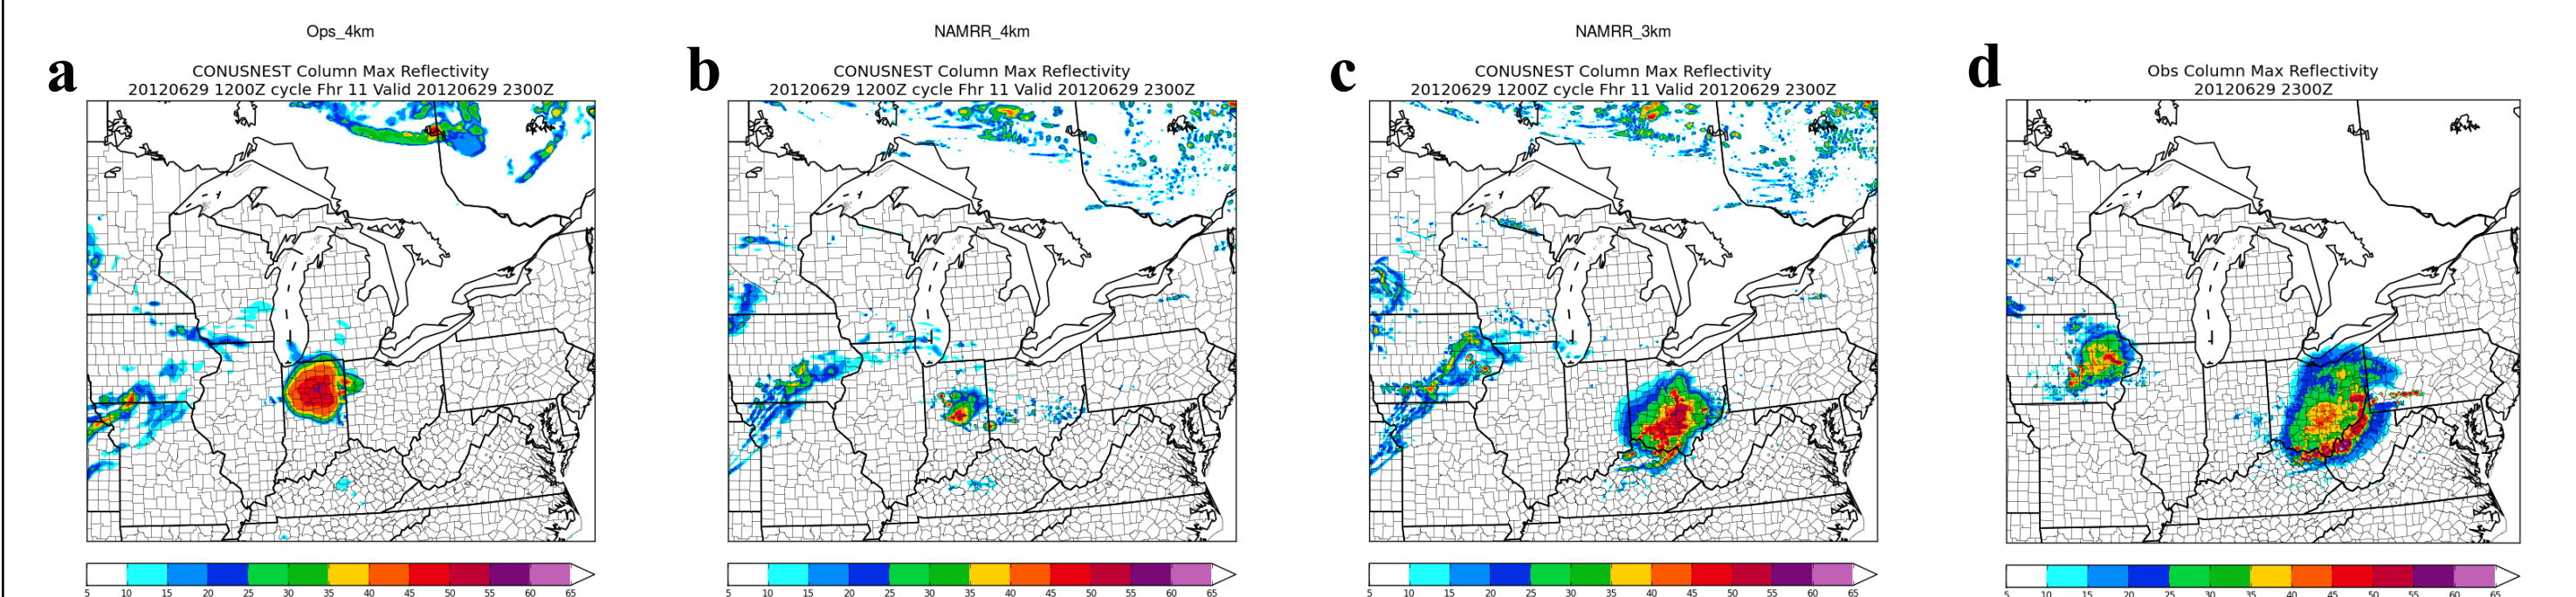 Ops_4km
a
CONUSNEST Column Max Reflectivity
20120629 1200Z cycle Fhr 11 Valid 20120629 2300Z
5 10 15 20 25 30 35 40 45 50 55 60 65
NAMRR_4km
b
CONUSNEST Column Max Reflectivity
20120629 1200Z cycle Fhr 11 Valid 20120629 2300Z
5 10 15 20 25 30 35 40 45 50 55 60 65
NAMRR_3km
c
CONUSNEST Column Max Reflectivity
20120629 1200Z cycle Fhr 11 Valid 20120629 2300Z
5 10 15 20 25 30 35 40 45 50 55 60 65
d
Obs Column Max Reflectivity
20120629 2300Z
5 10 15 20 25 30 35 40 45 50 55 60 65